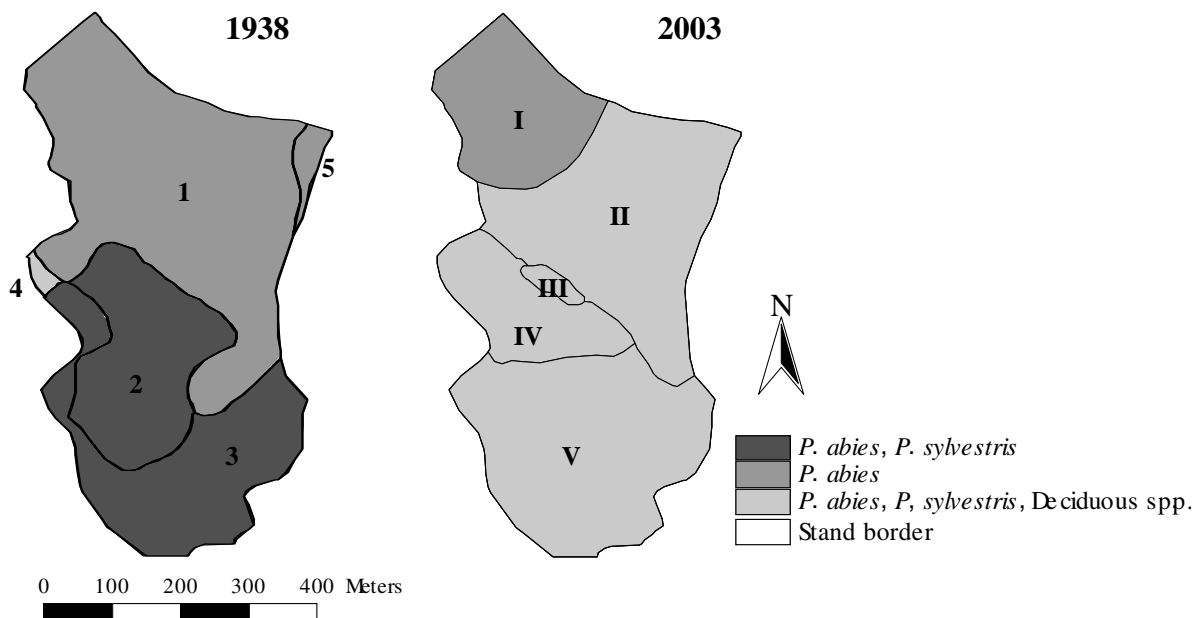 1938
2003
I
5
1
II
4
III
N
IV
2
3
V
P. abies, P. sylvestris
P. abies
P. abies, P, sylvestris, Deciduous spp.
Stand border
0 100 200 300 400 Meters